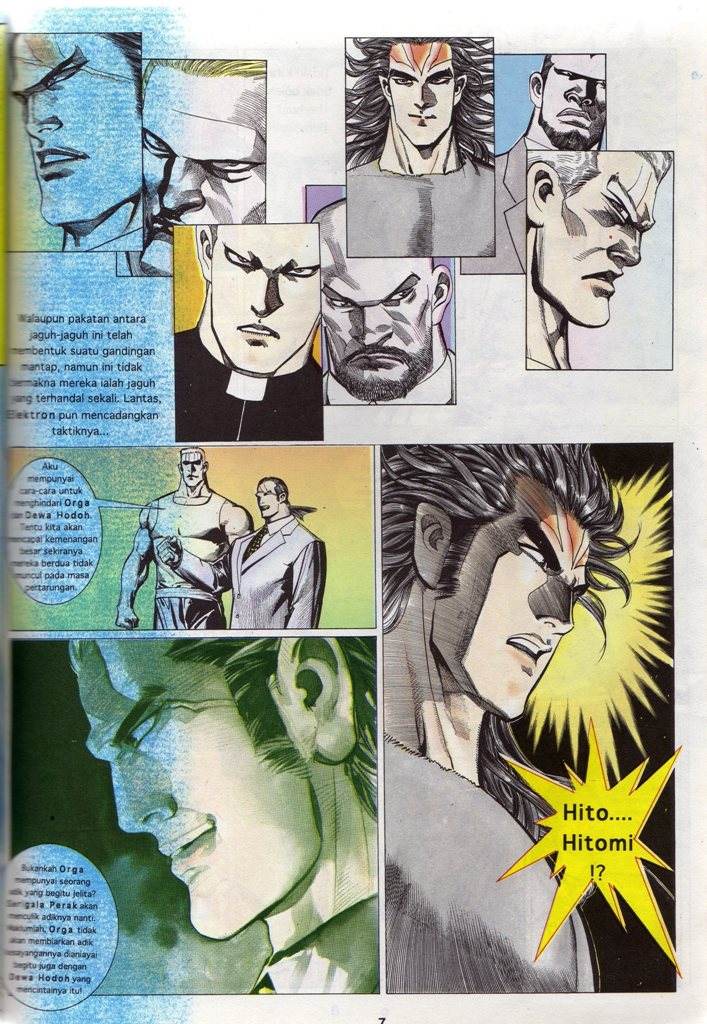 Walaupun pakatan antara
jaguh-jaguh ini telah
membentuk suatu gandingan
mantap, namun ini tidak
bermakna mereka ialah jaguh
yang terhandal sekali. Lantas,
Elektron pun mencadangkan
taktiknya...
Aku
mempunyai
cara-cara untuk
menghindari Orga
dan Dewa Hodoh.
Tentu kita akan
mencapai kemenangan
besar sekiranya
mereka berdua tidak
muncul pada masa
pertarungan.
Hito....
Hitomi
!?
Bukankah Orga
mempunyai seorang
adik yang begitu jelita?
Serigala Perak akan
menculik adiknya nanti.
Maklumlah, Orga tidak
akan membiarkan adik
kesayangannya dianiayai
begitu juga dengan
Dewa Hodoh yang
mencintainya itu!
7